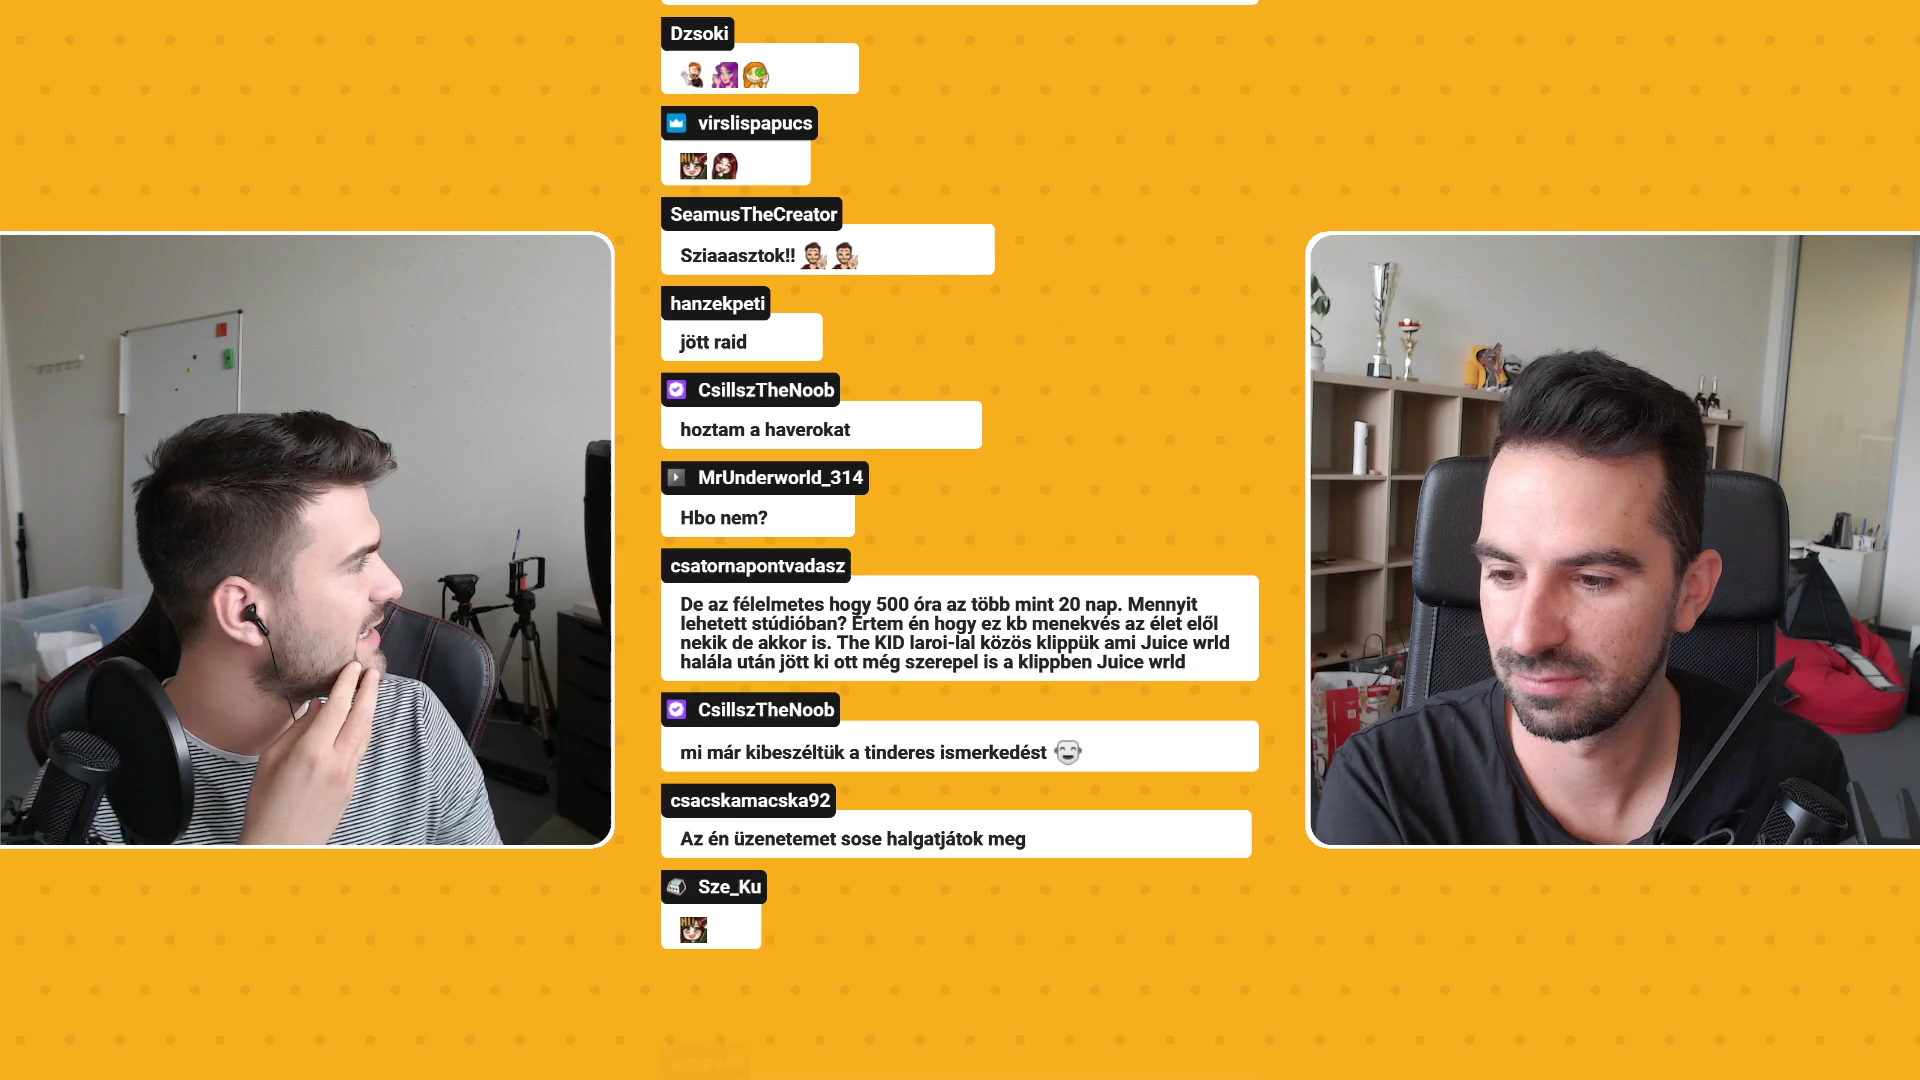 Dzsoki
virslispapucs
HI
SeamusTheCreator
Sziaaasztok!!
hanzekpeti
jött raid
CsillszTheNoob
hoztam a haverokat
MrUnderworld_314
Hbo nem?
csatornapontvadasz
De az félelmetes hogy 500 óra az több mint 20 nap. Mennyit
lehetett stúdióban? Értem én hogy ez kb menekvés az élet elől
nekik de akkor is. The KID laroi-lal közös klippük ami Juice wrld
halála után jött ki ott még szerepel is a klippben Juice wrld
CsillszTheNoob
mi már kibeszéltük a tinderes ismerkedést
csacskamacska92
Az én üzenetemet sose halgatjátok meg
Sze_Ku
HI